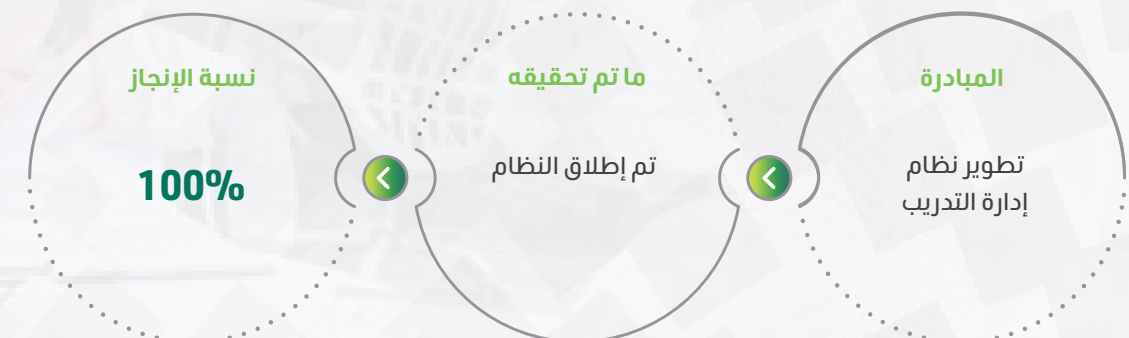 المبادرة
تطوير نظام
إدارة التدريب
ما تم تحقيقه
تم إطلاق النظام
نسبة الإنجاز
100%